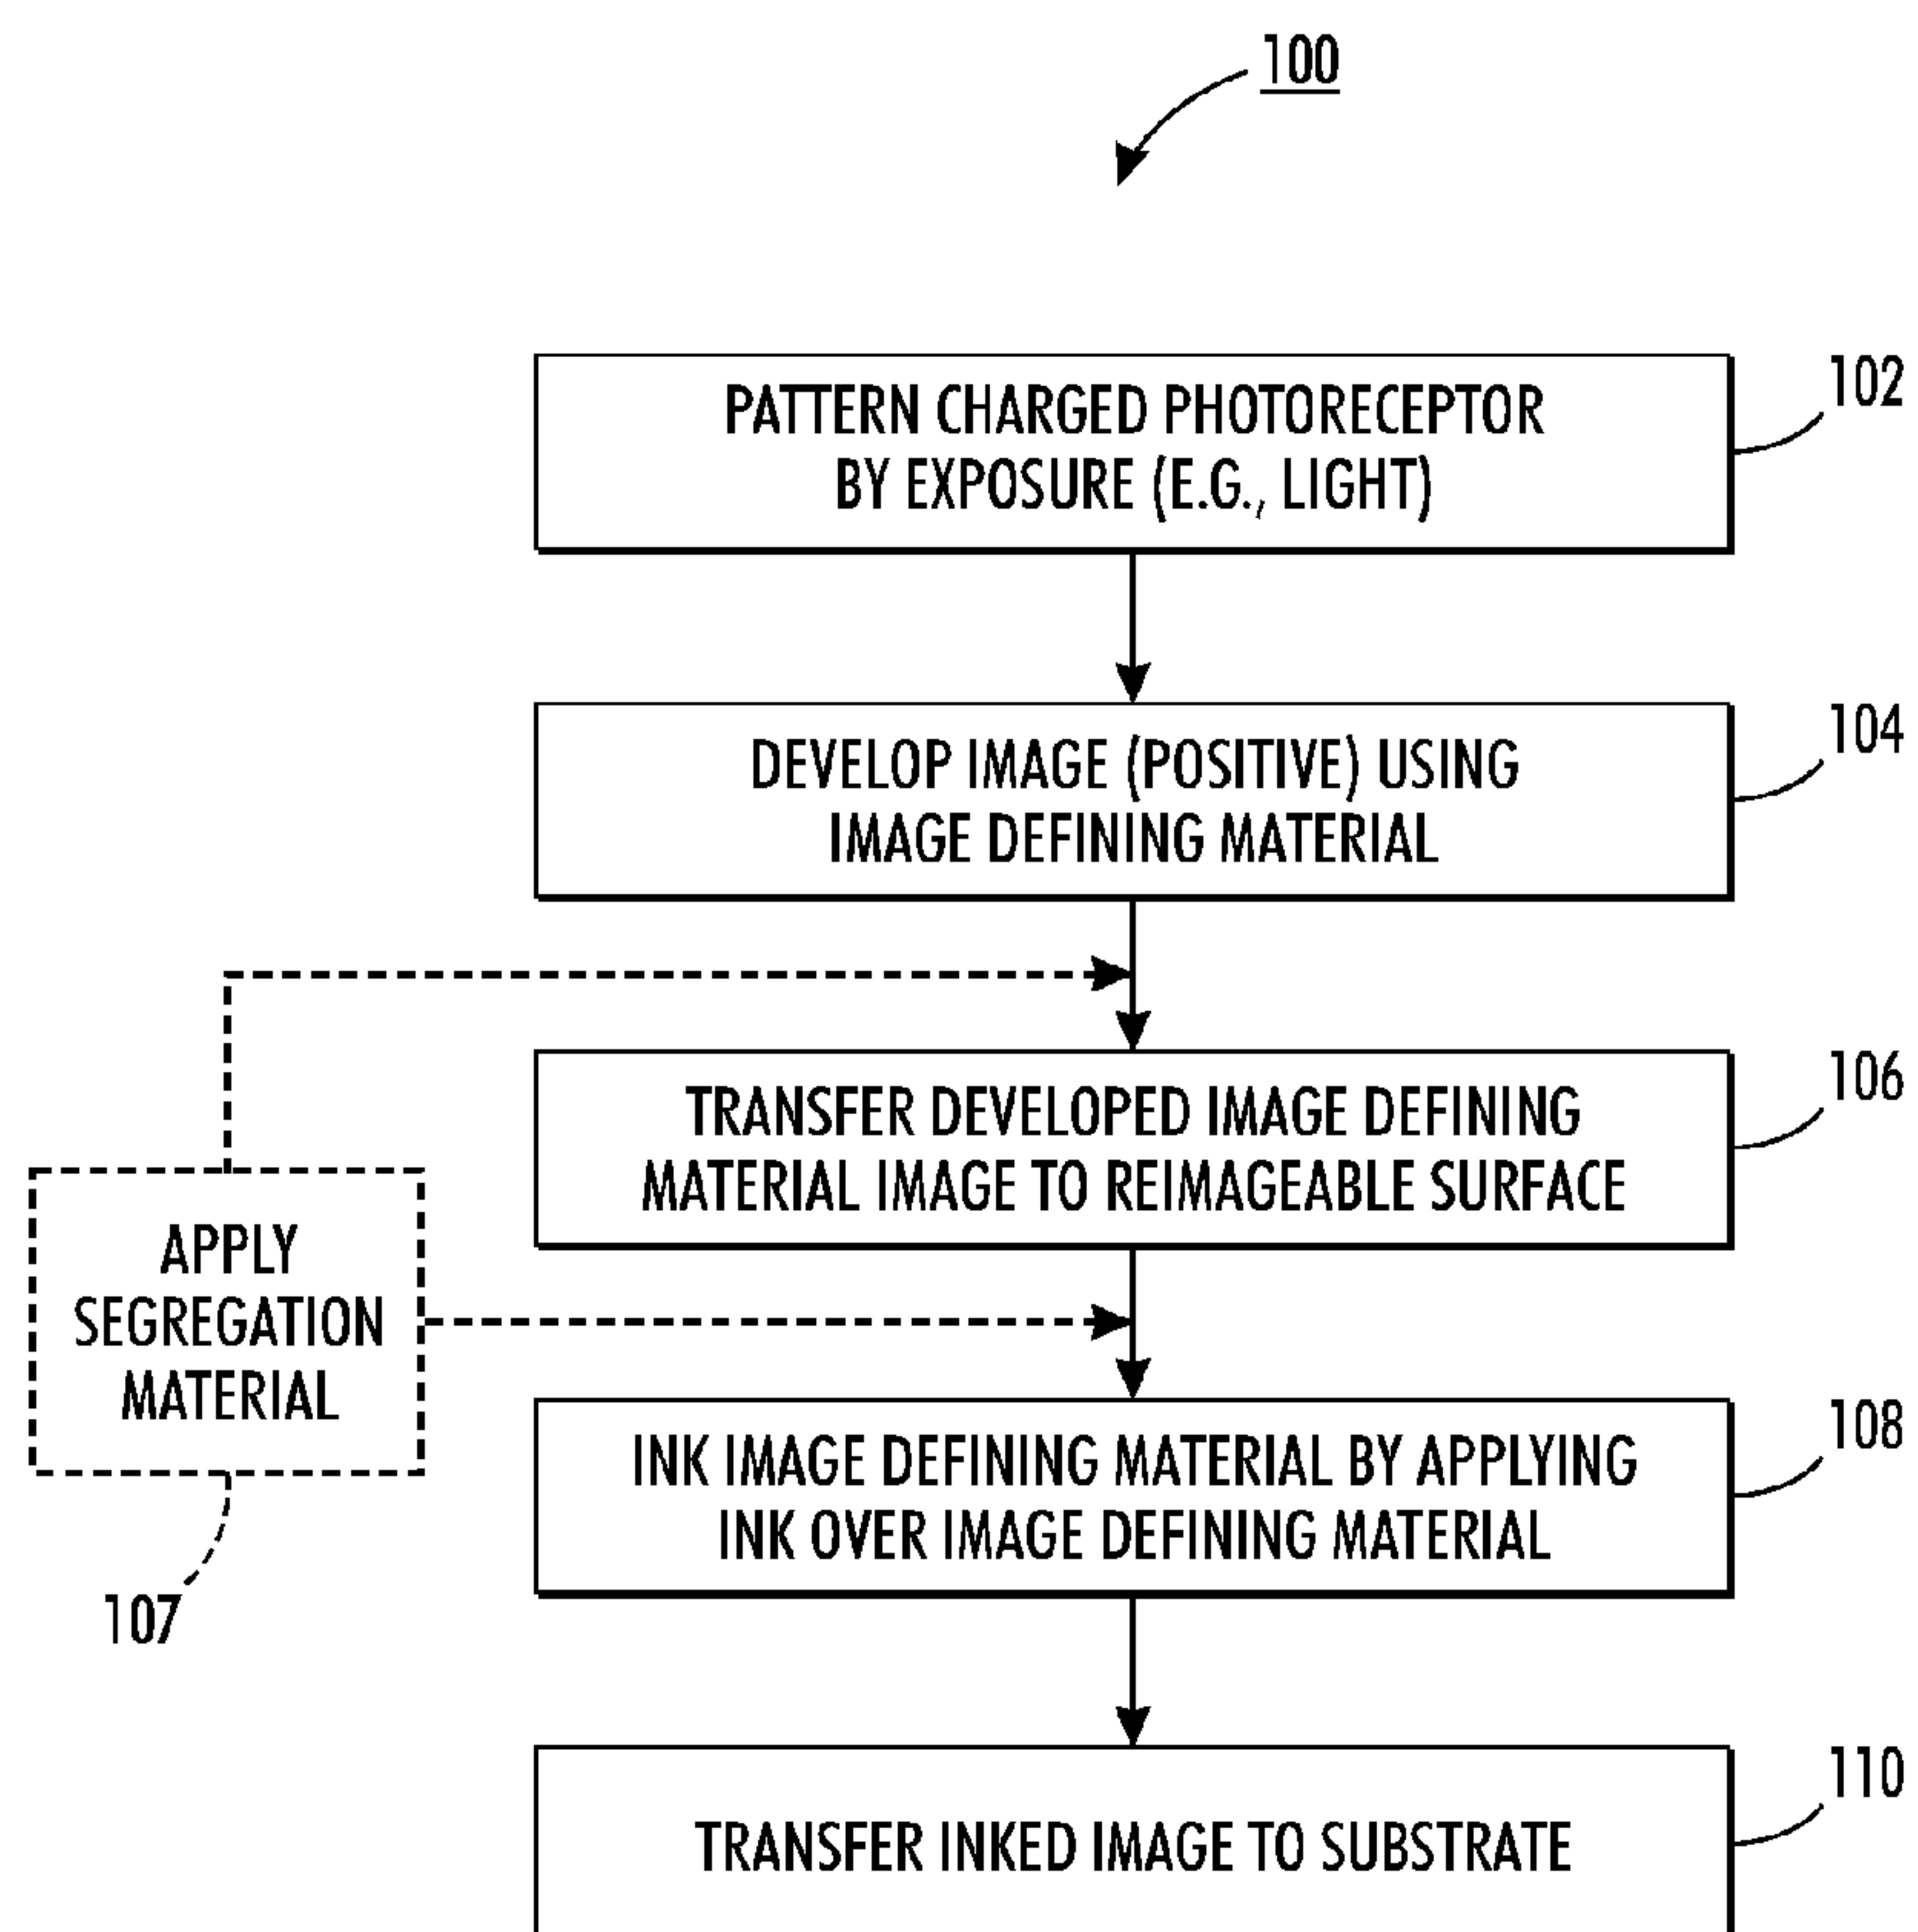 100
PATTERN CHARGED PHOTORECEPTOR
BY EXPOSURE (E.G., LIGHT)
102
DEVELOP IMAGE (POSITIVE) USING
IMAGE DEFINING MATERIAL
104
TRANSFER DEVELOPED IMAGE DEFINING
MATERIAL IMAGE TO REIMAGEABLE SURFACE
106
APPLY
SEGREGATION
MATERIAL
107
INK IMAGE DEFINING MATERIAL BY APPLYING
INK OVER IMAGE DEFINING MATERIAL
108
TRANSFER INKED IMAGE TO SUBSTRATE
110